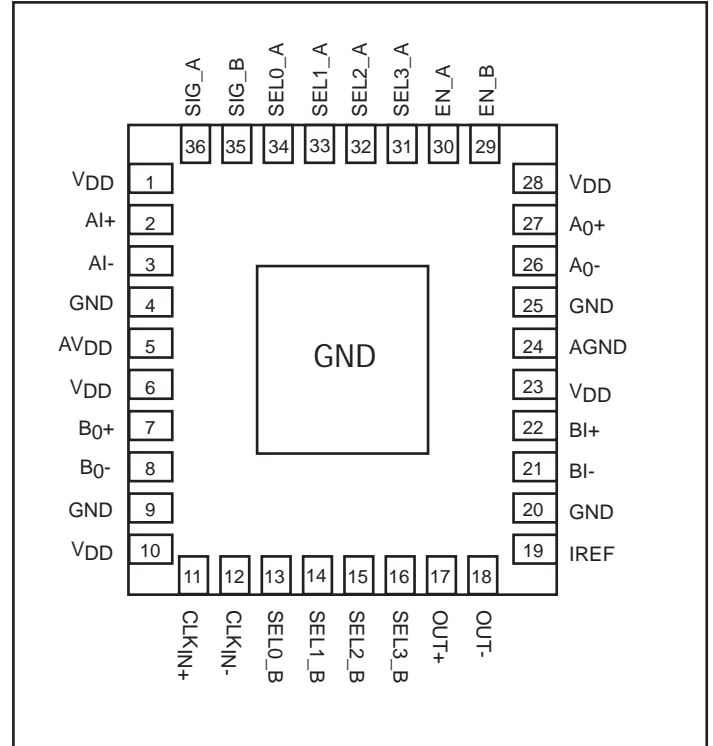 SIG_A SIG_B SEL0_A SEL1_A SEL2_A SEL3_A EN_A EN_B
36 35 34 33 32 31 30 29
VDD 1 28 VDD
AI+ 2 27 A0+
AI- 3 26 A0-
GND 4 25 GND
AVDD 5 24 AGND
GND
VDD 6 23 VDD
B0+ 7 22 BI+
B0- 8 21 BI-
GND 9 20 GND
VDD 10 19 IREF
11 12 13 14 15 16 17 18
CLKIN+ CLKIN- SEL0_B SEL1_B SEL2_B SEL3_B OUT+ OUT-